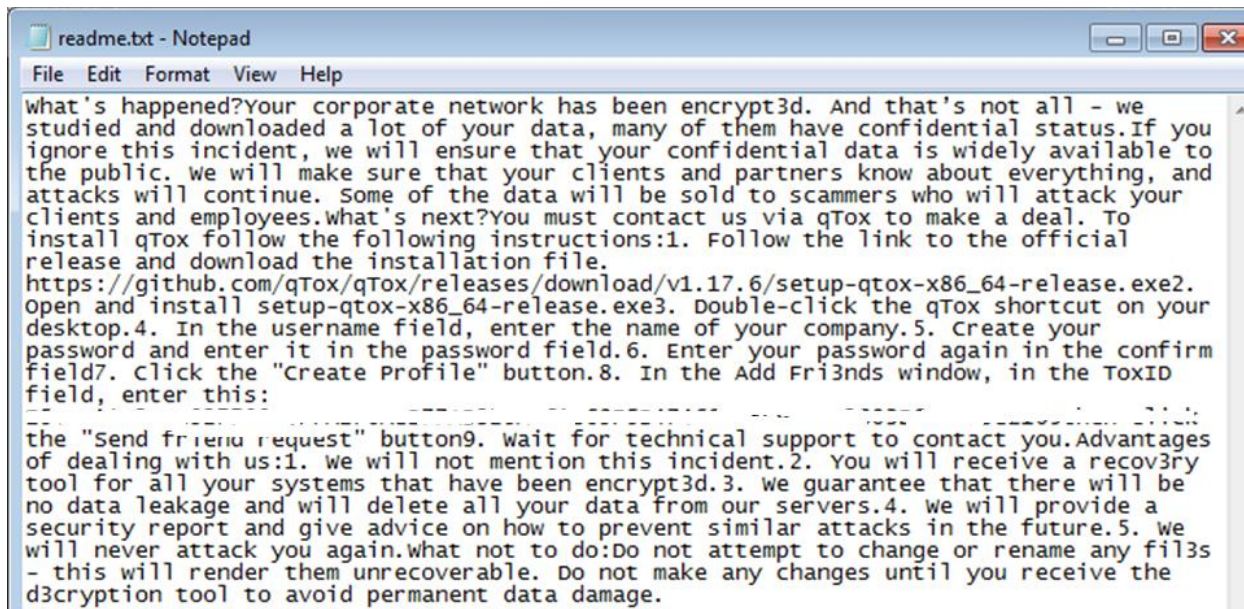 readme.txt - Notepad
File Edit Format View Help
What's happened?Your corporate network has been encrypt3d. And that's not all - we
studied and downloaded a lot of your data, many of them have confidential status.If you
ignore this incident, we will ensure that your confidential data is widely available to
the public. We will make sure that your clients and partners know about everything, and
attacks will continue. Some of the data will be sold to scammers who will attack your
clients and employees.What's next?You must contact us via qTox to make a deal. To
install qTox follow the following instructions:1. Follow the link to the official
release and download the installation file.
https://github.com/qTox/qTox/releases/download/v1.17.6/setup-qtox-x86_64-release.exe2.
Open and install setup-qtox-x86_64-release.exe3. Double-click the qTox shortcut on your
desktop.4. In the username field, enter the name of your company.5. Create your
password and enter it in the password field.6. Enter your password again in the confirm
field7. Click the "Create Profile" button.8. In the Add Fri3nds window, in the ToxID
field, enter this:
the "Send friend request" button9. Wait for technical support to contact you.Advantages
of dealing with us:1. We will not mention this incident.2. You will receive a recov3ry
tool for all your systems that have been encrypt3d.3. We guarantee that there will be
no data leakage and will delete all your data from our servers.4. We will provide a
security report and give advice on how to prevent similar attacks in the future.5. We
will never attack you again.What not to do:Do not attempt to change or rename any fil3s
- this will render them unrecoverable. Do not make any changes until you receive the
d3cryption tool to avoid permanent data damage.